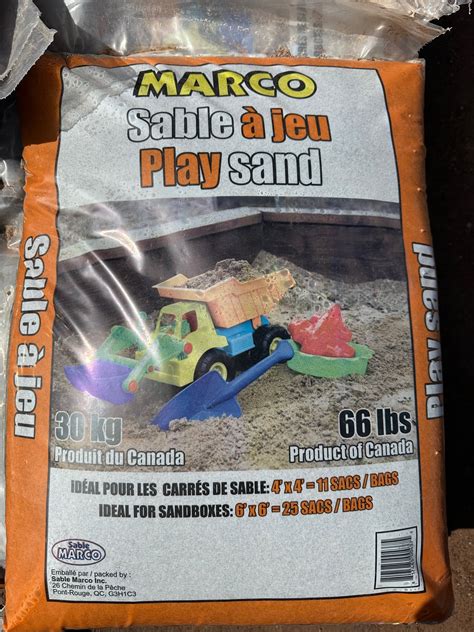 MARCO
Sable à jeu
Play sand
Sable à jeu
Play sand
30 kg
66 lbs
Produit du Canada
Product of Canada
IDÉAL POUR LES CARRÉS DE SABLE: 4' x 4' = 11 SACS / BAGS
IDEAL FOR SANDBOXES: 6' x 6' = 25 SACS / BAGS
Sable
MARCO
Emballé par / packed by :
Sable Marco Inc.
26 Chemin de la Pêche
Pont-Rouge, QC, G3H1C3